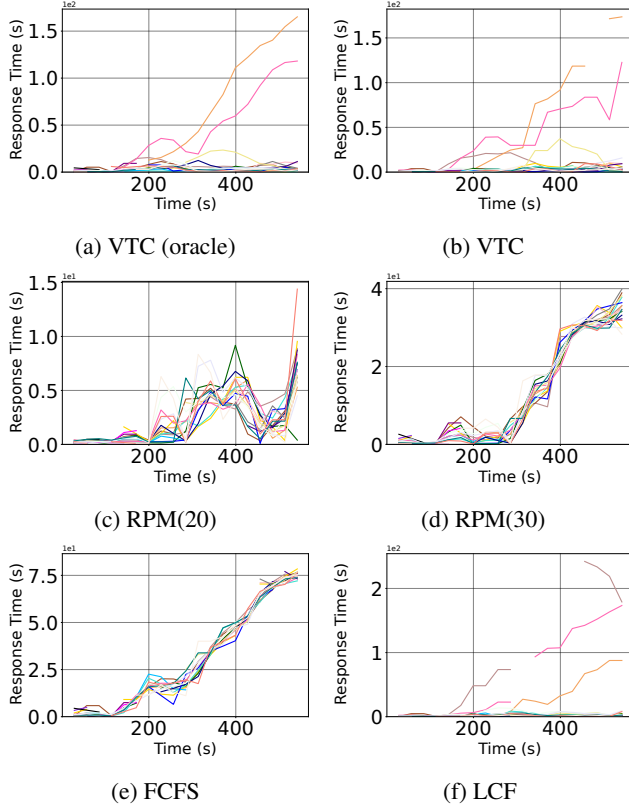 1e2
1e2
Response Time (s)
1.5
1.0
0.5
0.0
200
400
Time (s)
Response Time (s)
1.5
1.0
0.5
0.0
200
400
Time (s)
(a) VTC (oracle)
(b) VTC
1e1
1e1
Response Time (s)
1.5
1.0
0.5
0.0
200
400
Time (s)
Response Time (s)
4
2
0
200
400
Time (s)
(c) RPM(20)
(d) RPM(30)
1e1
1e2
Response Time (s)
7.5
5.0
2.5
0.0
200
400
Time (s)
Response Time (s)
2
1
0
200
400
Time (s)
(e) FCFS
(f) LCF